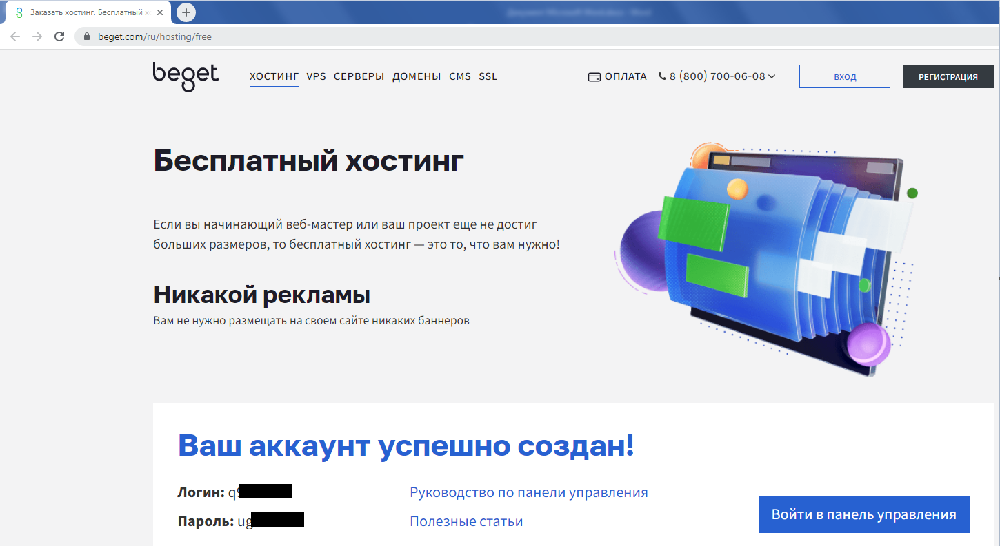 Заказать хостинг. Бесплатный хо
beget.com/ru/hosting/free
beget
ХОСТИНГ VPS СЕРВЕРЫ ДОМЕНЫ CMS SSL
ОПЛАТА 8 (800) 700-06-08
ВХОД
РЕГИСТРАЦИЯ
Бесплатный хостинг
Если вы начинающий веб-мастер или ваш проект еще не достиг
больших размеров, то бесплатный хостинг — это то, что вам нужно!
Никакой рекламы
Вам не нужно размещать на своем сайте никаких баннеров
Ваш аккаунт успешно создан!
Логин: q
Руководство по панели управления
Пароль: ug
Полезные статьи
Войти в панель управления